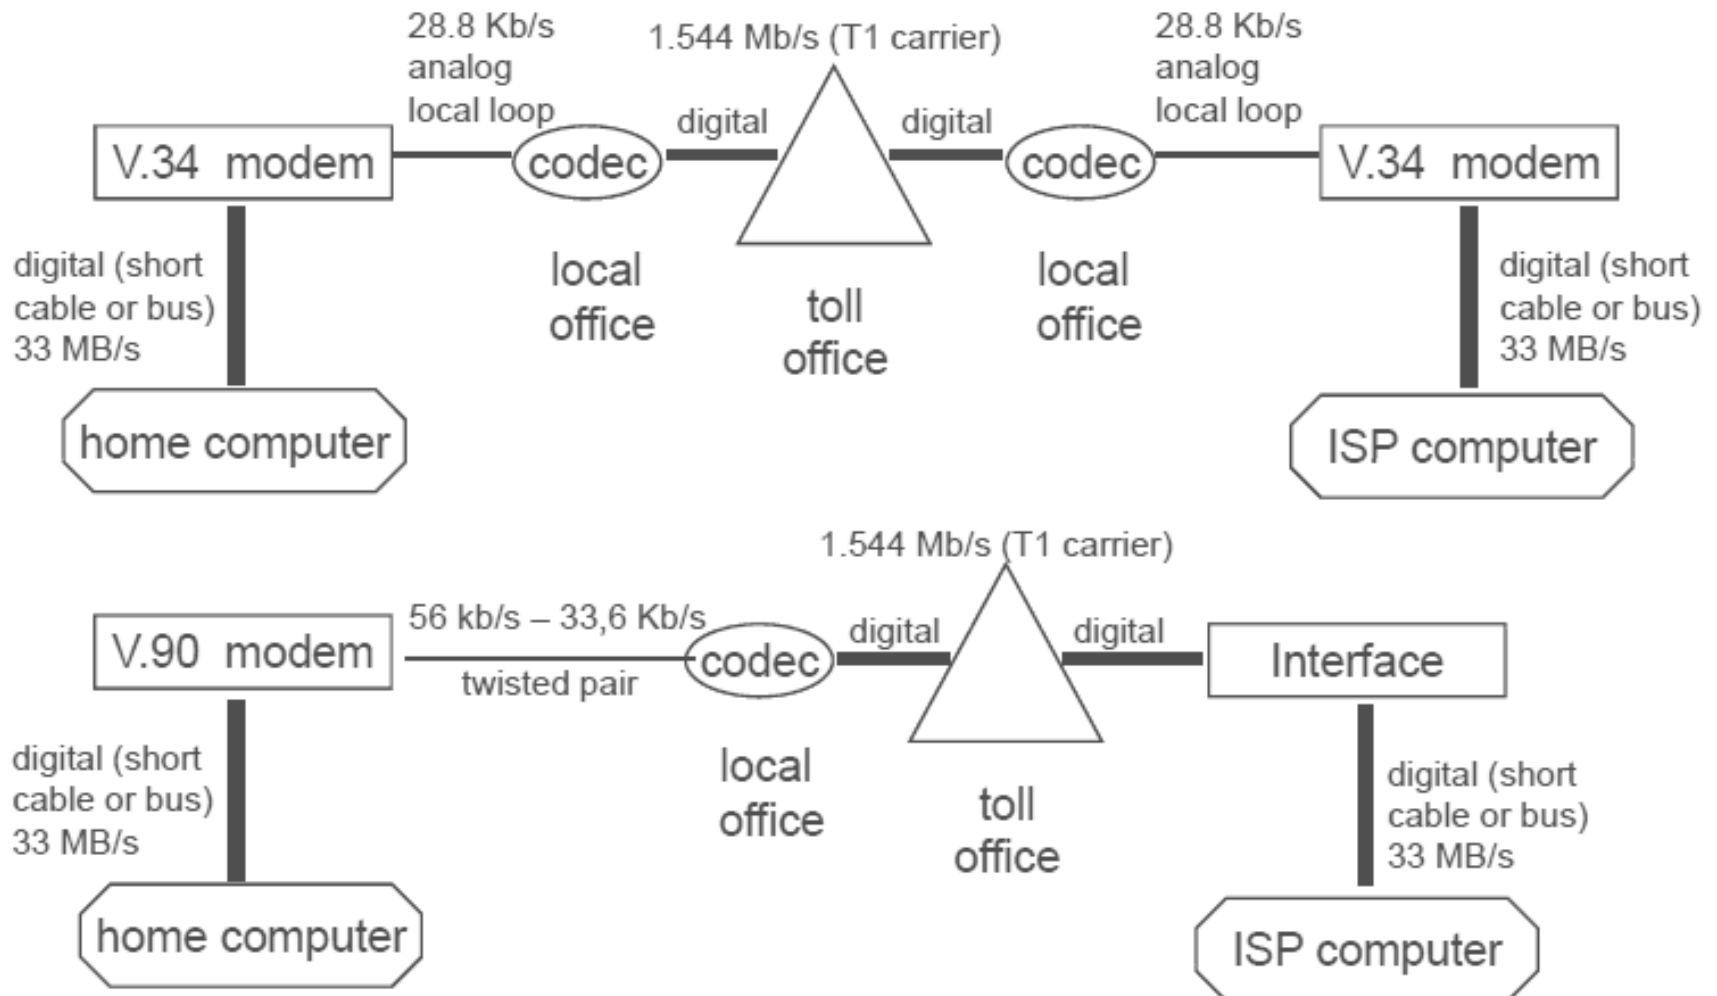 28.8 Kb/s
analog
local loop
1.544 Mb/s (T1 carrier)
28.8 Kb/s
analog
local loop
digital
digital
V.34 modem
codec
codec
V.34 modem
digital (short
cable or bus)
33 MB/s
local
office
toll
office
local
office
digital (short
cable or bus)
33 MB/s
home computer
ISP computer
1.544 Mb/s (T1 carrier)
56 kb/s – 33,6 Kb/s
digital
digital
V.90 modem
codec
Interface
twisted pair
digital (short
cable or bus)
33 MB/s
local
office
toll
office
digital (short
cable or bus)
33 MB/s
home computer
ISP computer